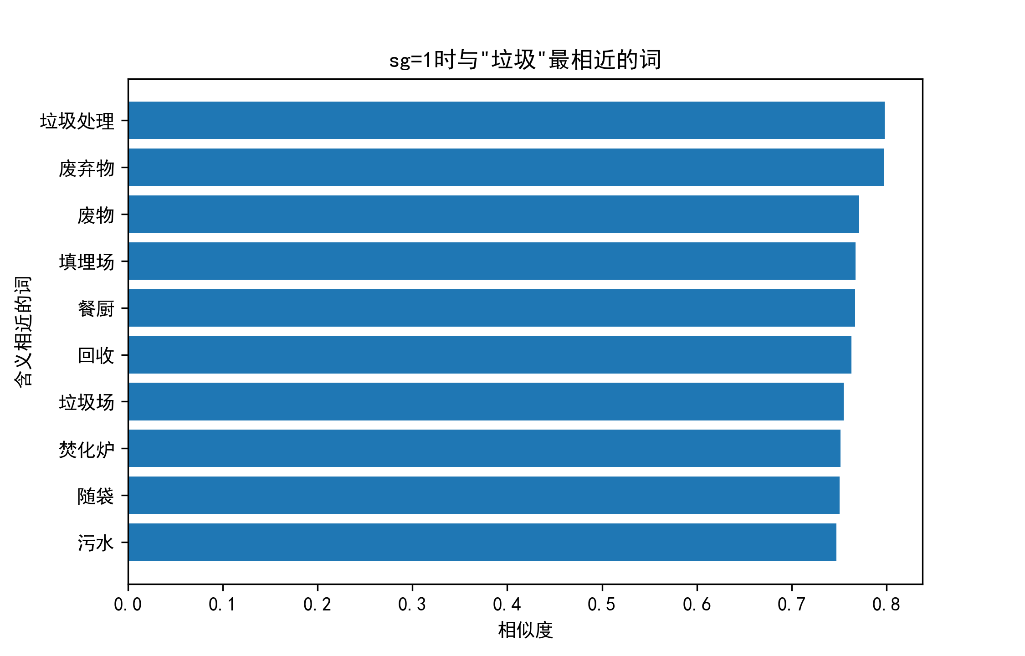 sg=1时与"垃圾"最相近的词
含义相近的词
垃圾处理
废弃物
废物
填埋场
餐厨
回收
垃圾场
焚化炉
随袋
污水
0.0 0.1 0.2 0.3 0.4 0.5 0.6 0.7 0.8
相似度